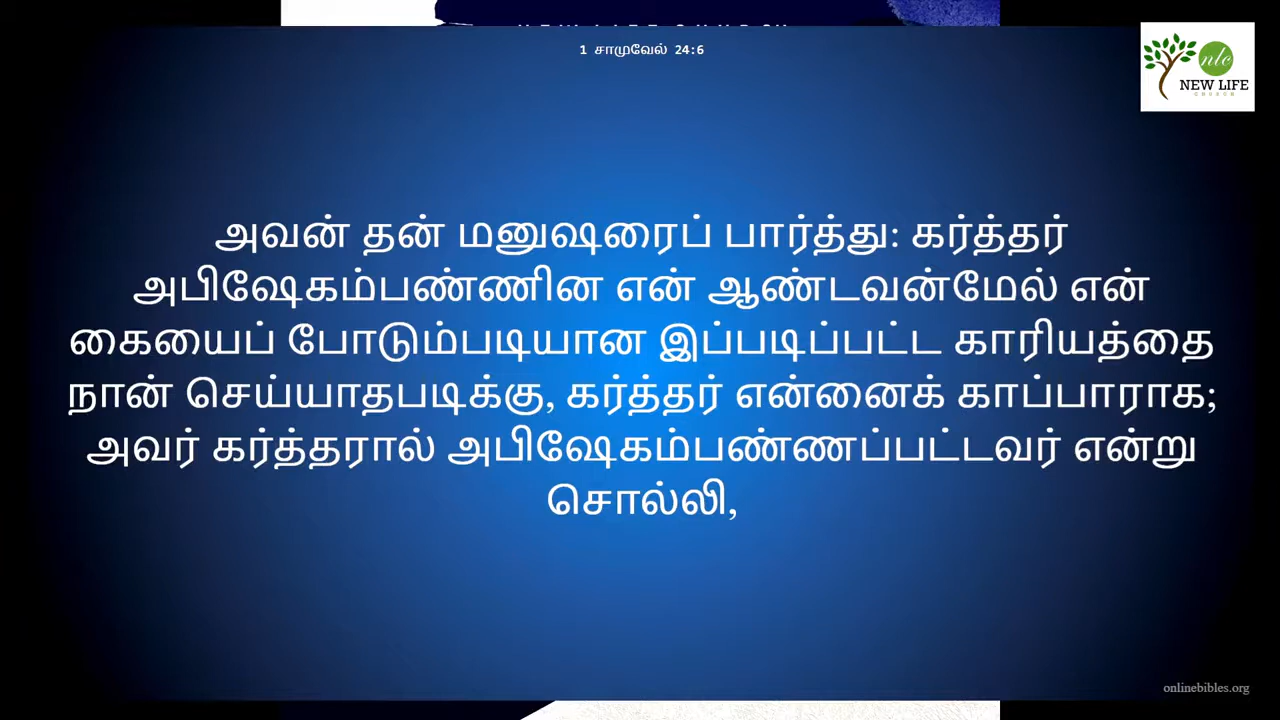 1 சாமுவேல் 24:6
nlc
NEW LIFE
CHURCH
அவன் தன் மனுஷரைப் பார்த்து: கர்த்தர்
அபிஷேகம்பண்ணின என் ஆண்டவன்மேல் என்
கையைப் போடும்படியான இப்படிப்பட்ட காரியத்தை
நான் செய்யாதபடிக்கு, கர்த்தர் என்னைக் காப்பாராக;
அவர் கர்த்தரால் அபிஷேகம்பண்ணப்பட்டவர் என்று
சொல்லி,
onlinebibles.org